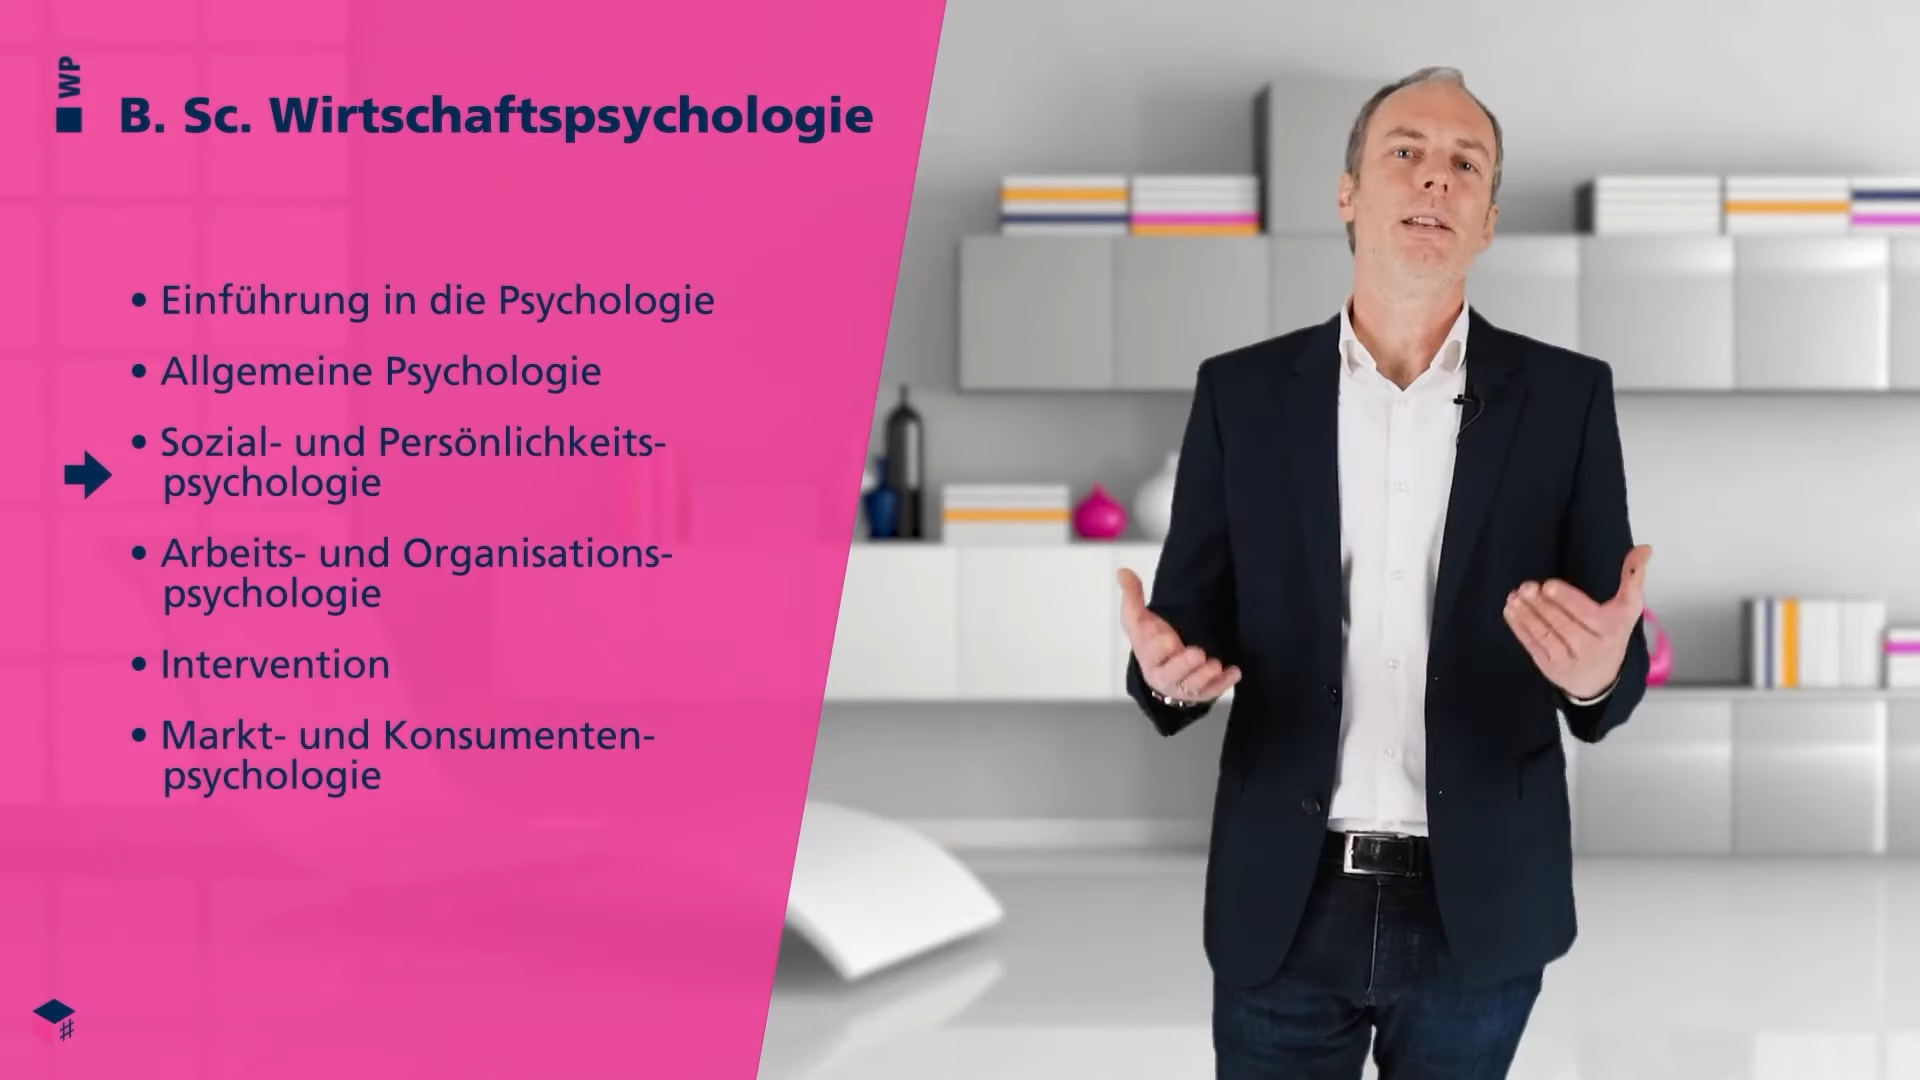 WP
B. Sc. Wirtschaftspsychologie
• Einführung in die Psychologie
• Allgemeine Psychologie
• Sozial- und Persönlichkeits-
psychologie
• Arbeits- und Organisations-
psychologie
• Intervention
• Markt- und Konsumenten-
psychologie
#